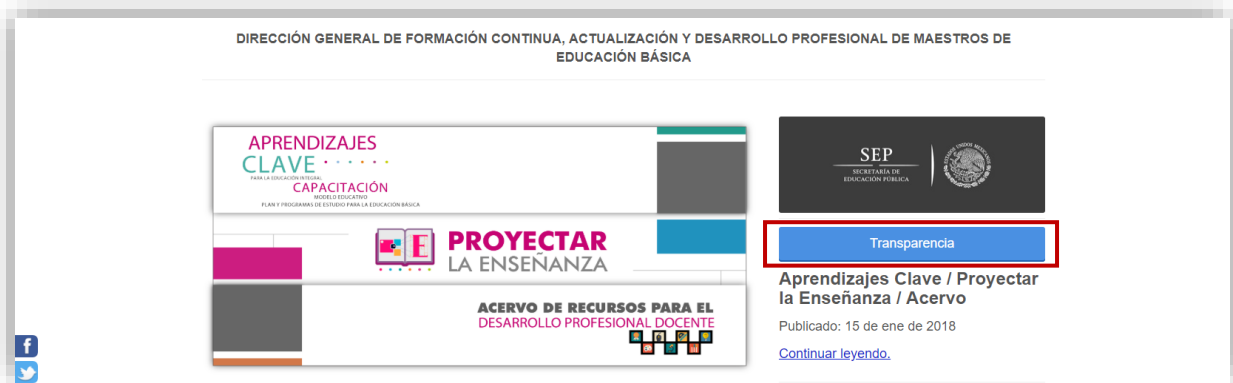 DIRECCIÓN GENERAL DE FORMACIÓN CONTINUA, ACTUALIZACIÓN Y DESARROLLO PROFESIONAL DE MAESTROS DE
EDUCACIÓN BÁSICA
APRENDIZAJES
CLAVE
PARA LA EDUCACIÓN INTEGRAL
CAPACITACIÓN
MODELO EDUCATIVO
PLAN Y PROGRAMAS DE ESTUDIO PARA LA EDUCACIÓN BÁSICA
E PROYECTAR
LA ENSEÑANZA
ACERVO DE RECURSOS PARA EL
DESARROLLO PROFESIONAL DOCENTE
SEP
SECRETARÍA DE
EDUCACIÓN PÚBLICA
ESTADOS UNIDOS MEXICANOS
Transparencia
Aprendizajes Clave / Proyectar
la Enseñanza / Acervo
Publicado: 15 de ene de 2018
Continuar leyendo.